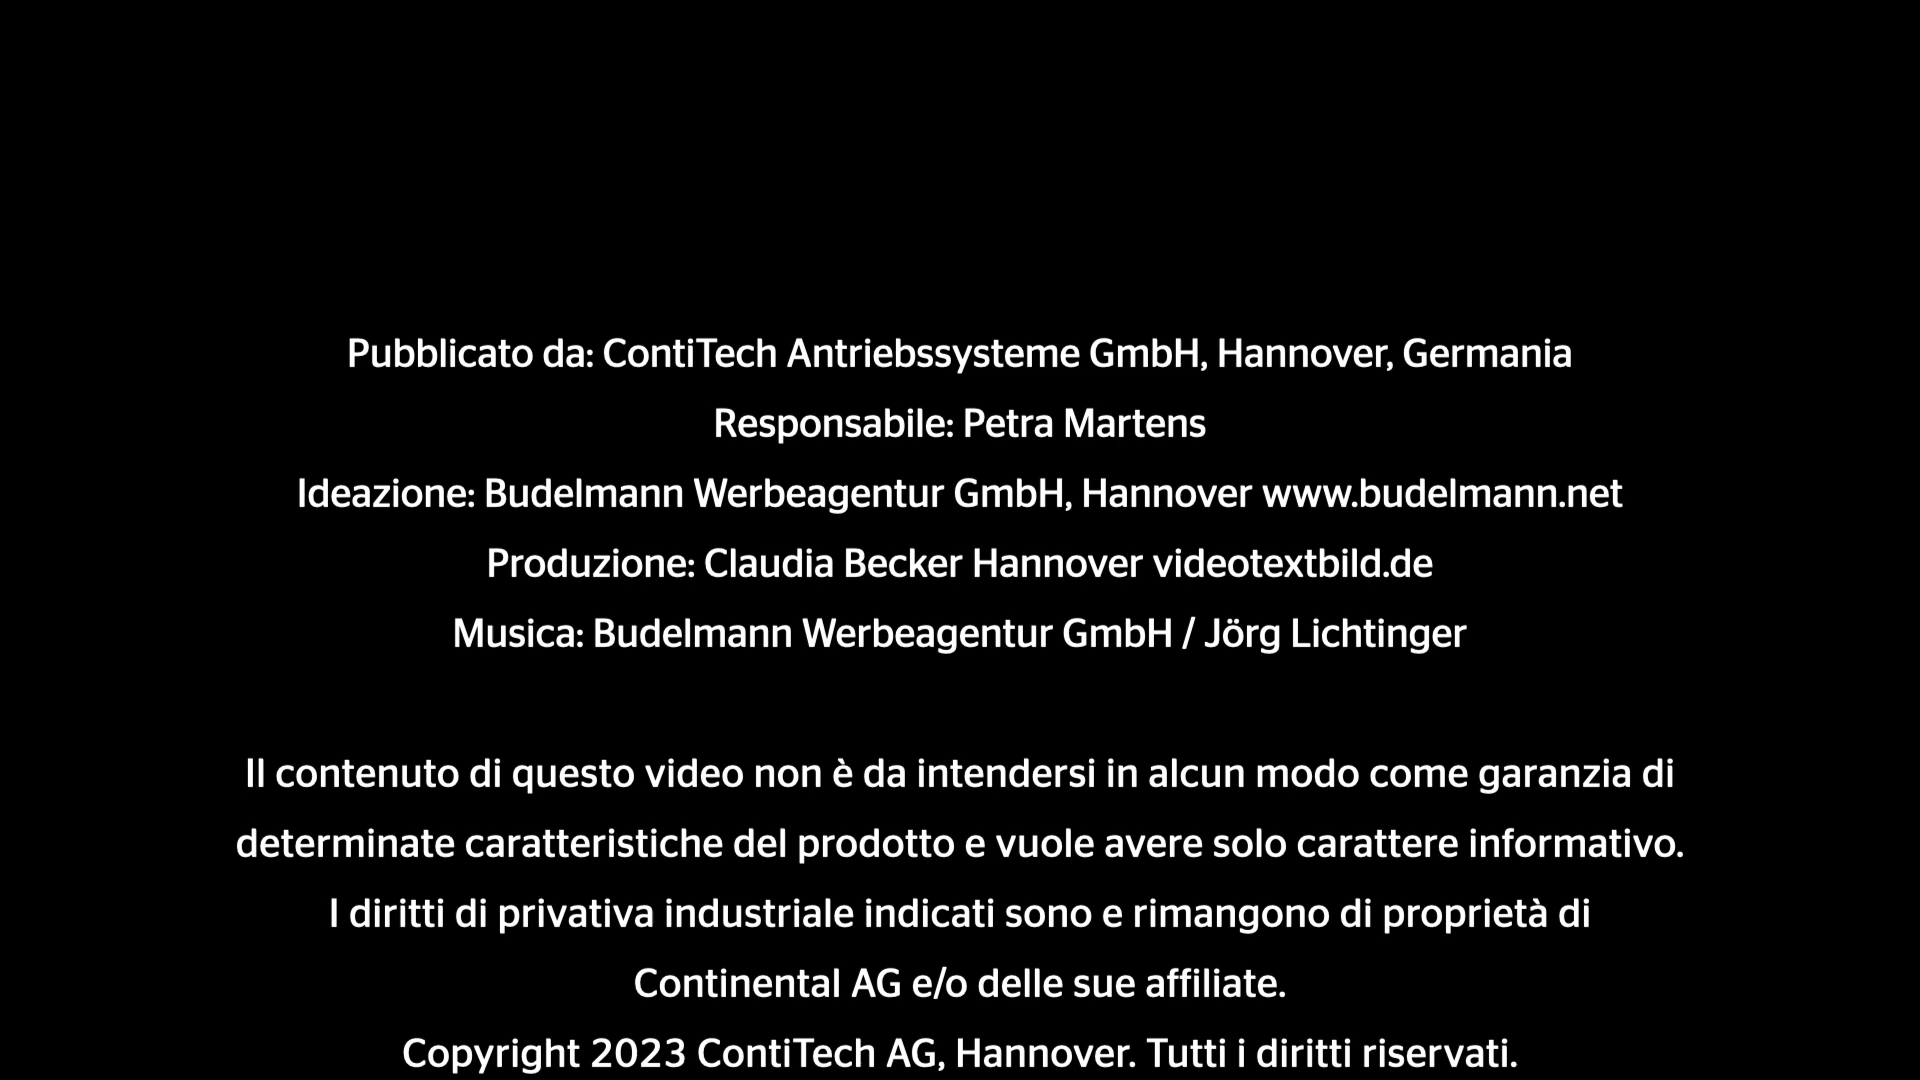 Pubblicato da: ContiTech Antriebssysteme GmbH, Hannover, Germania
Responsabile: Petra Martens
Ideazione: Budelmann Werbeagentur GmbH, Hannover www.budelmann.net
Produzione: Claudia Becker Hannover videotextbild.de
Musica: Budelmann Werbeagentur GmbH / Jörg Lichtinger
Il contenuto di questo video non è da intendersi in alcun modo come garanzia di
determinate caratteristiche del prodotto e vuole avere solo carattere informativo.
I diritti di privativa industriale indicati sono e rimangono di proprietà di
Continental AG e/o delle sue affiliate.
Copyright 2023 ContiTech AG, Hannover. Tutti i diritti riservati.